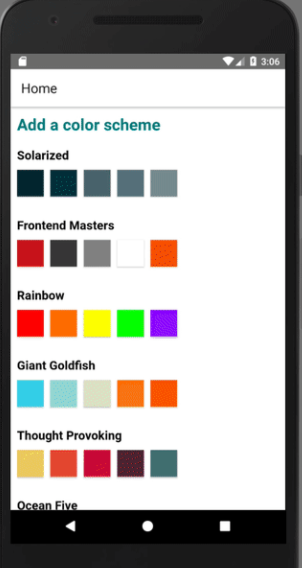 3:06
Home
Add a color scheme
Solarized
Frontend Masters
Rainbow
Giant Goldfish
Thought Provoking
Ocean Five